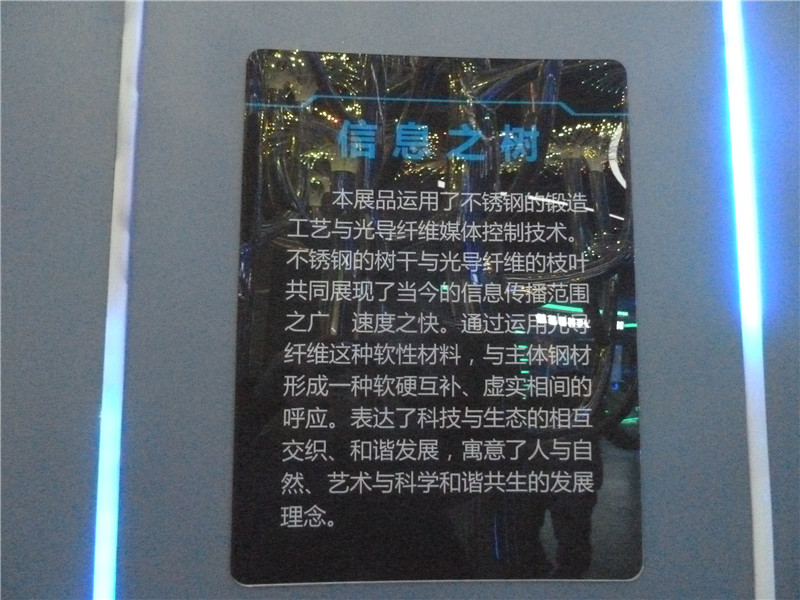 信息之树
本展品运用了不锈钢的锻造
工艺与光导纤维媒体控制技术。
不锈钢的树干与光导纤维的枝叶
共同展现了当今的信息传播范围
之广、速度之快。通过运用光导
纤维这种软性材料，与主体钢材
形成一种软硬互补、虚实相间的
呼应。表达了科技与生态的相互
交织、和谐发展，寓意了人与自
然、艺术与科学和谐共生的发展
理念。